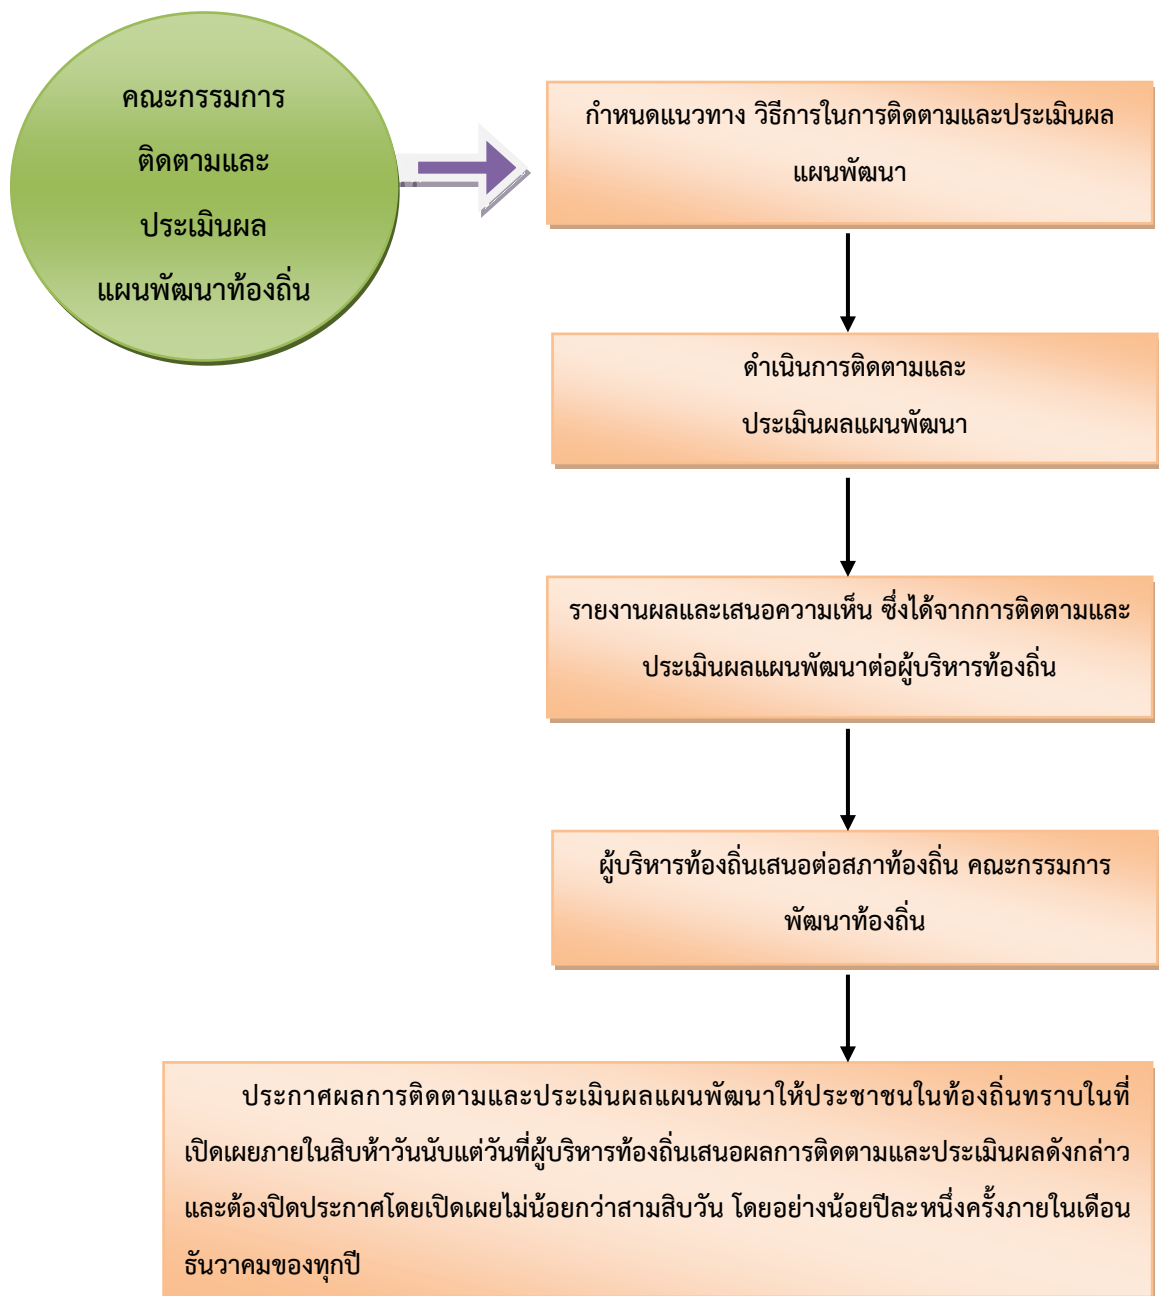 คณะกรรมการ
ติดตามและ
ประเมินผล
แผนพัฒนาท้องถิ่น
กำหนดแนวทาง วิธีการในการติดตามและประเมินผล
แผนพัฒนา
ดำเนินการติดตามและ
ประเมินผลแผนพัฒนา
รายงานผลและเสนอความเห็น ซึ่งได้จากการติดตามและ
ประเมินผลแผนพัฒนาต่อผู้บริหารท้องถิ่น
ผู้บริหารท้องถิ่นเสนอต่อสภาท้องถิ่น คณะกรรมการ
พัฒนาท้องถิ่น
ประกาศผลการติดตามและประเมินผลแผนพัฒนาให้ประชาชนในท้องถิ่นทราบในที่
เปิดเผยภายในสิบห้าวันนับแต่วันที่ผู้บริหารท้องถิ่นเสนอผลการติดตามและประเมินผลดังกล่าว
และต้องปิดประกาศโดยเปิดเผยไม่น้อยกว่าสามสิบวัน โดยอย่างน้อยปีละหนึ่งครั้งภายในเดือน
ธันวาคมของทุกปี